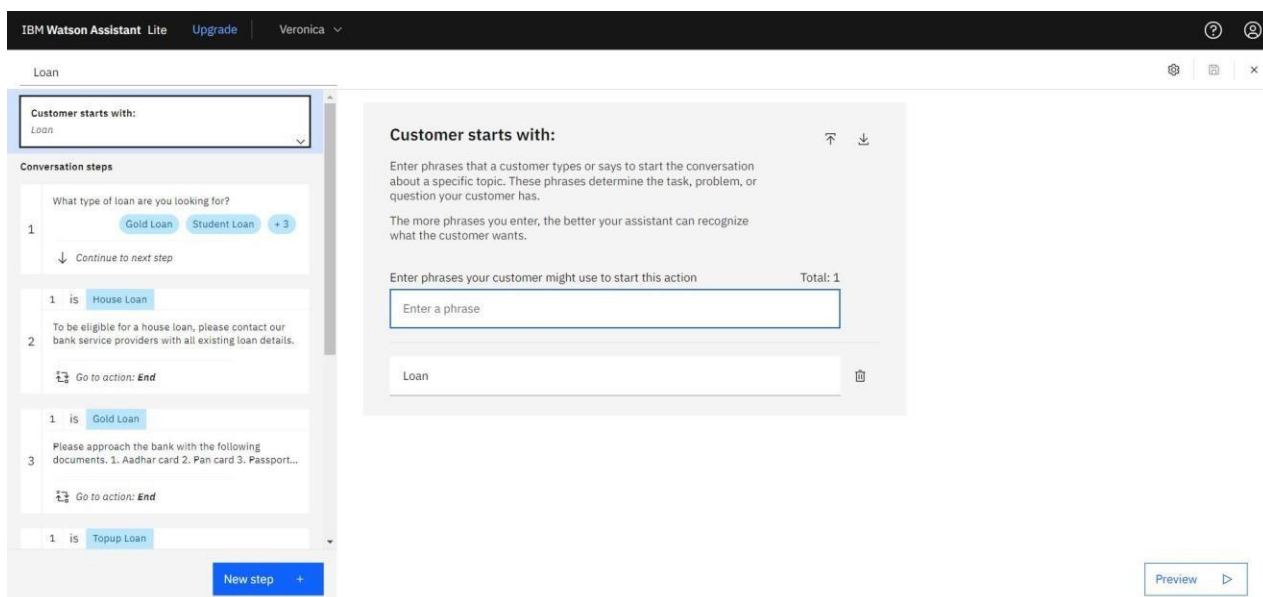 IBM Watson Assistant Lite Upgrade Veronica
Loan
Customer starts with:
Loan
Conversation steps
1
What type of loan are you looking for?
Gold Loan Student Loan + 3
Continue to next step
1 is House Loan
2
To be eligible for a house loan, please contact our
bank service providers with all existing loan details.
Go to action: End
1 is Gold Loan
3
Please approach the bank with the following
documents. 1. Aadhar card 2. Pan card 3. Passport...
Go to action: End
1 is Topup Loan
New step +
Customer starts with:
Enter phrases that a customer types or says to start the conversation
about a specific topic. These phrases determine the task, problem, or
question your customer has.
The more phrases you enter, the better your assistant can recognize
what the customer wants.
Enter phrases your customer might use to start this action Total: 1
Enter a phrase
Loan
Preview